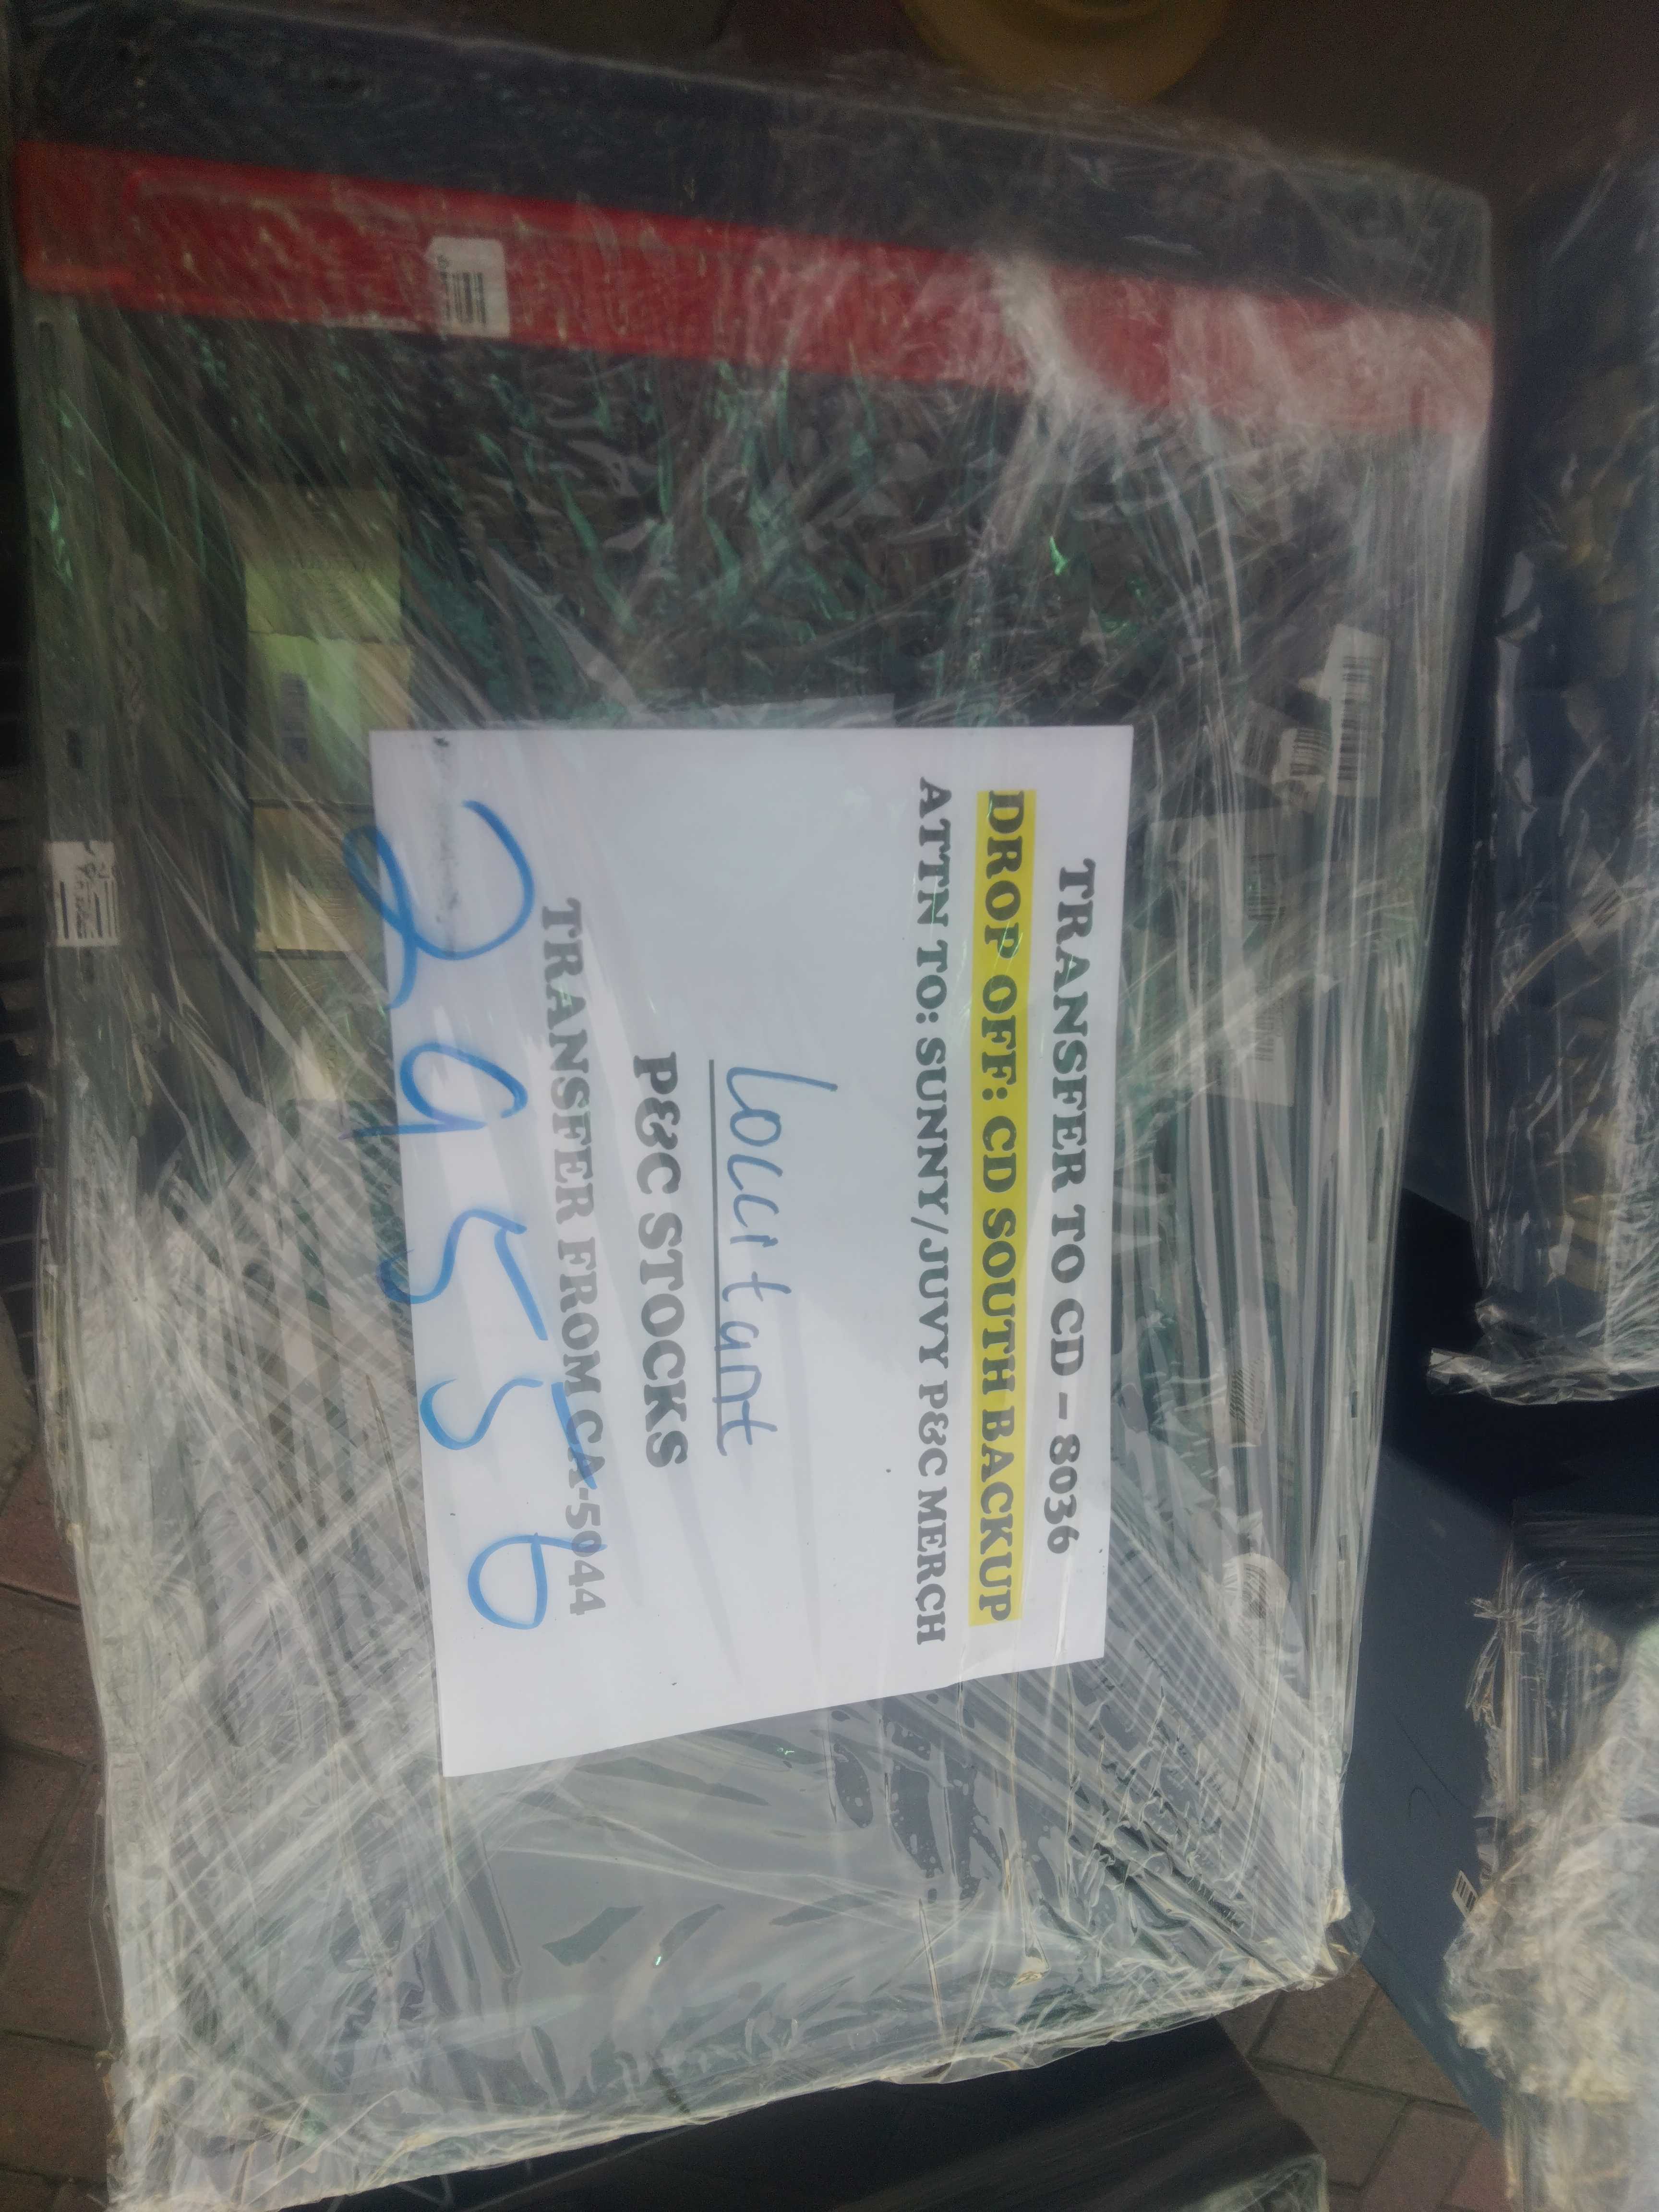 TRANSFER TO CD – 8036
DROP OFF: CD SOUTH BACKUP
ATTN TO: SUNNY/JUVY P&C MERCH
Loccitant
P&C STOCKS
TRANSFER FROM CA-5044
29556